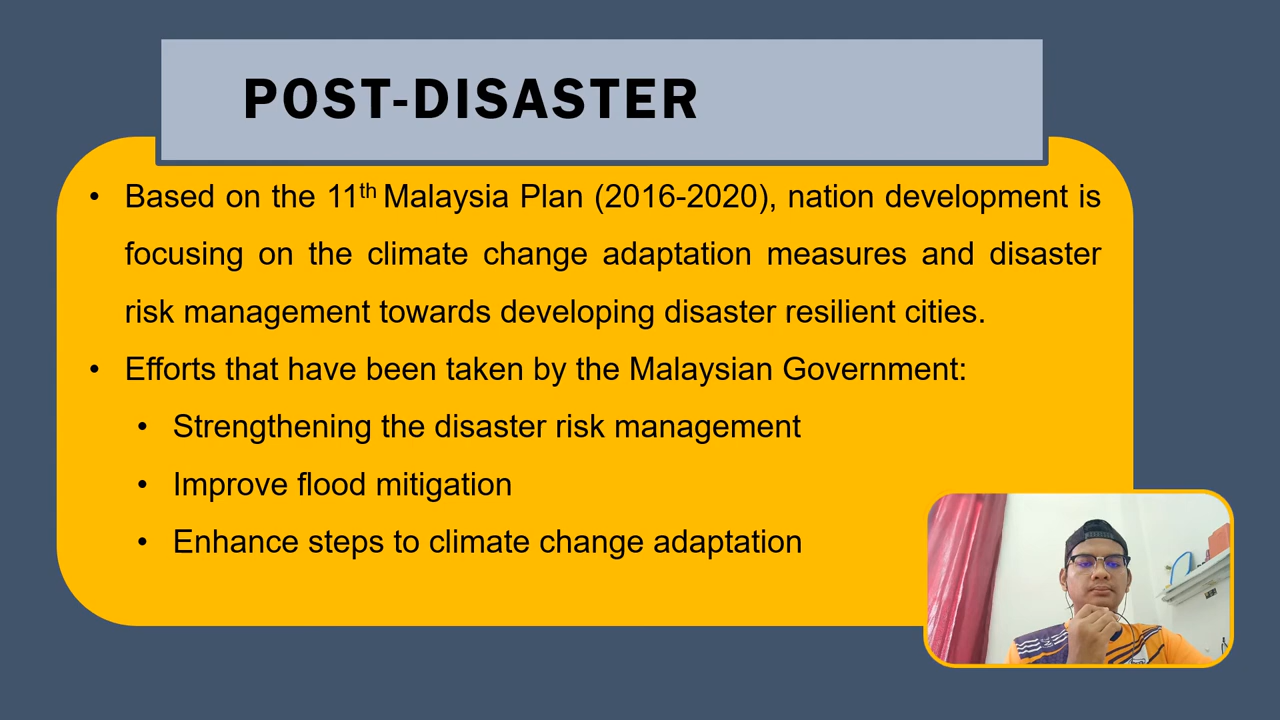 POST-DISASTER
• Based on the 11th Malaysia Plan (2016-2020), nation development is
focusing on the climate change adaptation measures and disaster
risk management towards developing disaster resilient cities.
• Efforts that have been taken by the Malaysian Government:
• Strengthening the disaster risk management
• Improve flood mitigation
• Enhance steps to climate change adaptation